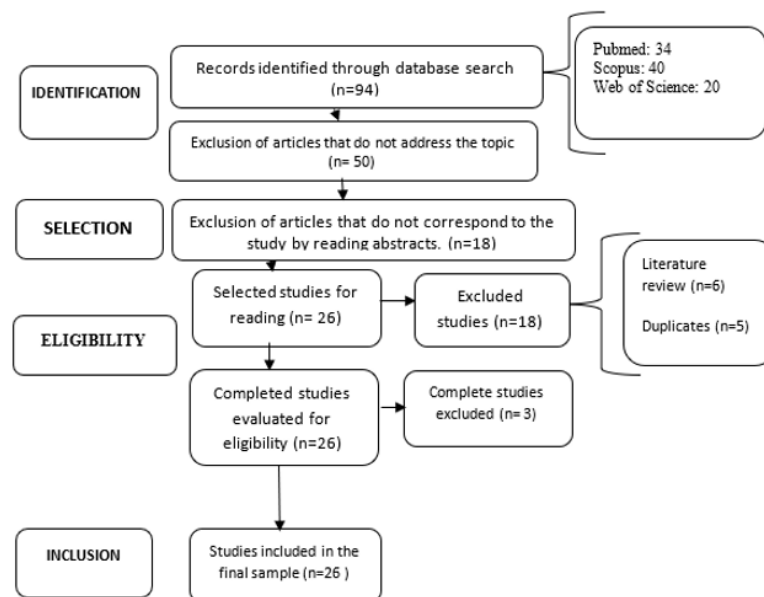 IDENTIFICATION
Records identified through database search
(n=94)
Pubmed: 34
Scopus: 40
Web of Science: 20
Exclusion of articles that do not address the topic
(n= 50)
SELECTION
Exclusion of articles that do not correspond to the
study by reading abstracts. (n=18)
ELIGIBILITY
Selected studies for
reading (n= 26)
Excluded
studies (n=18)
Literature
review (n=6)
Duplicates (n=5)
Completed studies
evaluated for
eligibility (n=26)
Complete studies
excluded (n= 3)
INCLUSION
Studies included in the
final sample (n=26 )